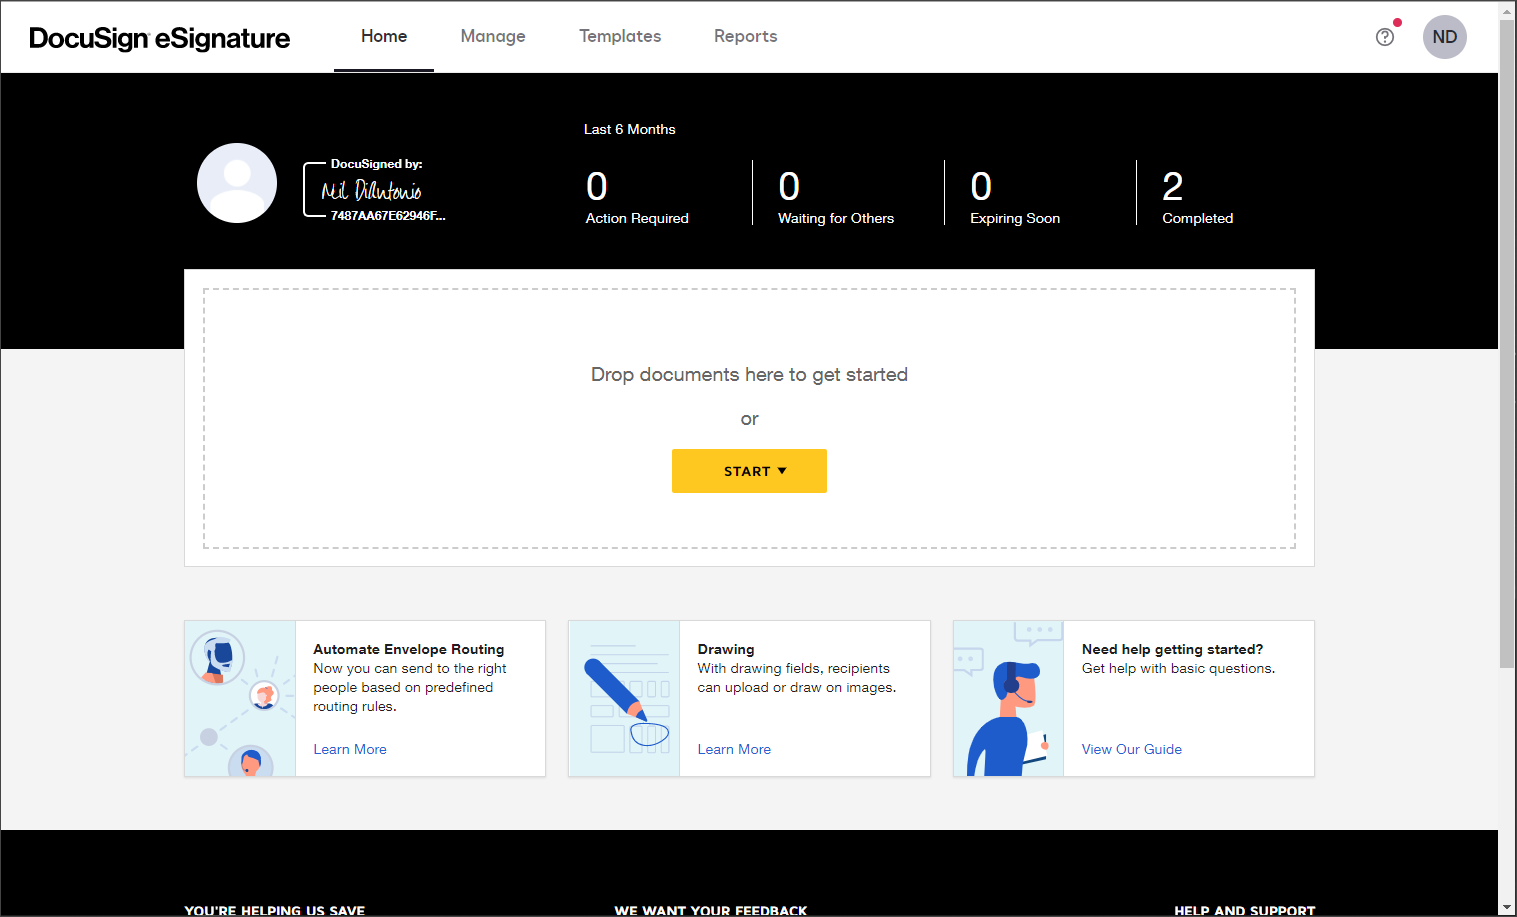 DocuSign eSignature
Home
Manage
Templates
Reports
ND
DocuSigned by:
Neil DiAntonio
7487AA67E62946F...
Last 6 Months
0
Action Required
0
Waiting for Others
0
Expiring Soon
2
Completed
Drop documents here to get started
or
START
Automate Envelope Routing
Now you can send to the right
people based on predefined
routing rules.
Learn More
Drawing
With drawing fields, recipients
can upload or draw on images.
Learn More
Need help getting started?
Get help with basic questions.
View Our Guide
YOU'RE HELPING US SAVE
WE WANT YOUR FEEDBACK
HELP AND SUPPORT